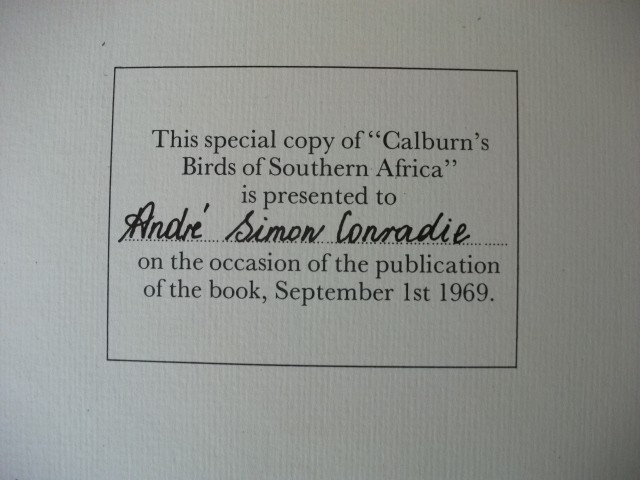 This special copy of “Calburn’s
Birds of Southern Africa”
is presented to
André Simon Conradie
on the occasion of the publication
of the book, September 1st 1969.